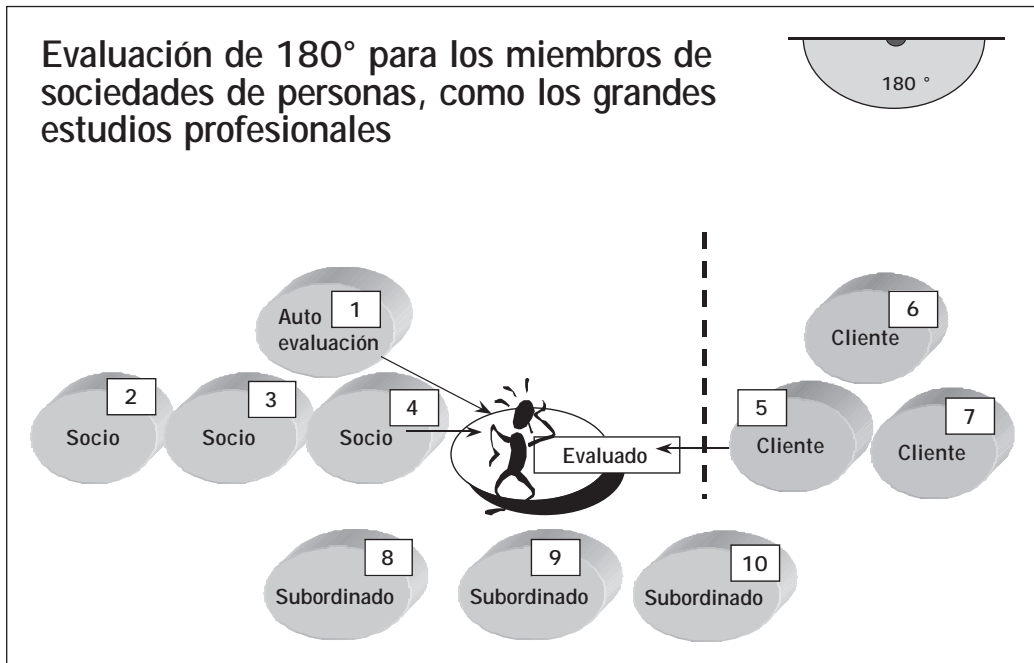 Evaluación de 180° para los miembros de
sociedades de personas, como los grandes
estudios profesionales
180 °
1
Auto
evaluación
6
Cliente
2
Socio
3
Socio
4
Socio
Evaluado
5
Cliente
7
Cliente
8
Subordinado
9
Subordinado
10
Subordinado